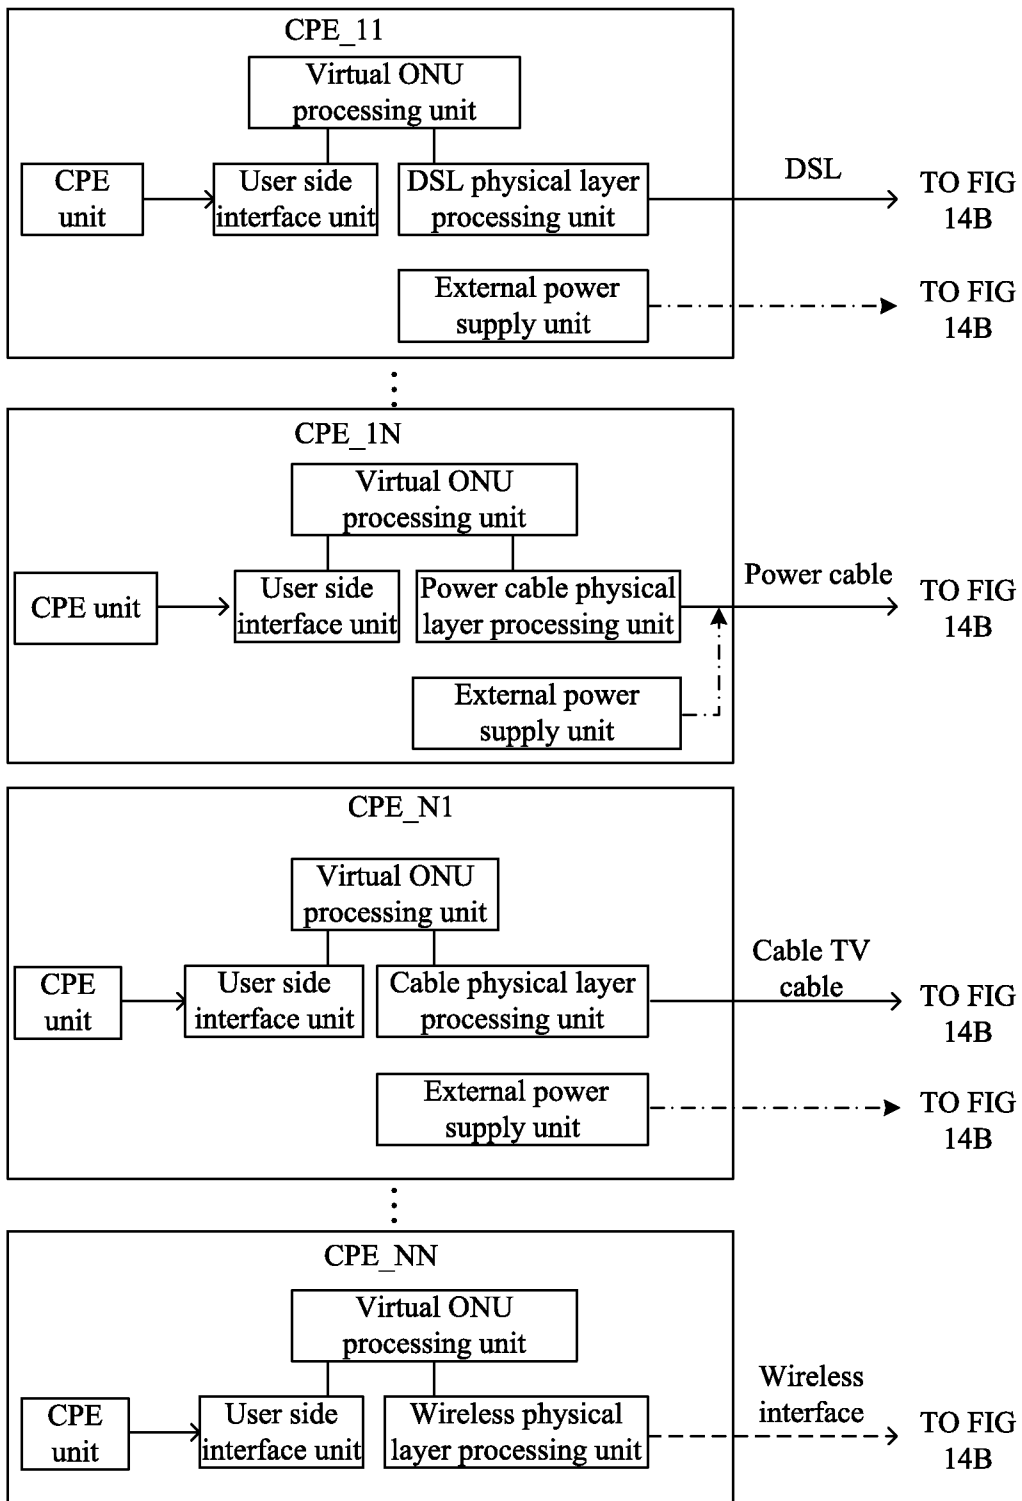 CPE_11
Virtual ONU
processing unit
CPE
unit
User side
interface unit
DSL physical layer
processing unit
DSL
TO FIG
14B
External power
supply unit
TO FIG
14B
CPE_1N
Virtual ONU
processing unit
CPE unit
User side
interface unit
Power cable physical
layer processing unit
Power cable
TO FIG
14B
External power
supply unit
CPE_N1
Virtual ONU
processing unit
CPE
unit
User side
interface unit
Cable physical layer
processing unit
Cable TV
cable
TO FIG
14B
External power
supply unit
TO FIG
14B
CPE_NN
Virtual ONU
processing unit
CPE
unit
User side
interface unit
Wireless physical
layer processing unit
Wireless
interface
TO FIG
14B